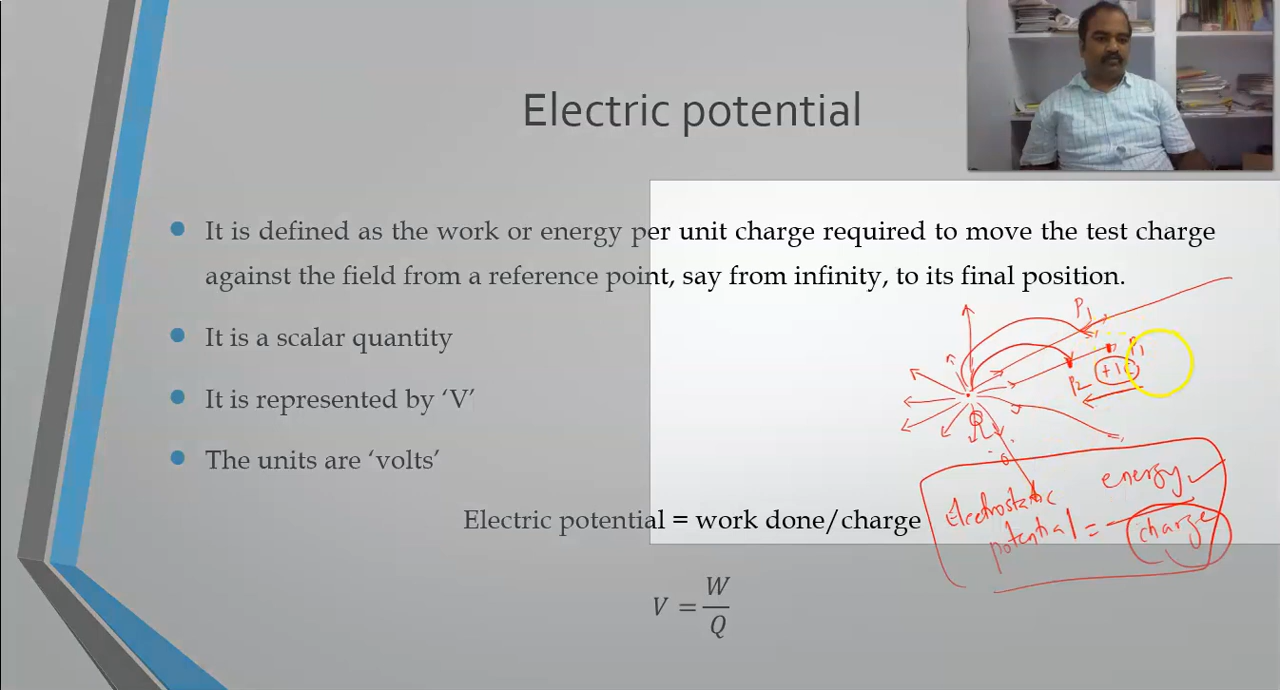 Electric potential
It is defined as the work or energy per unit charge required to move the test charge
against the field from a reference point, say from infinity, to its final position.
It is a scalar quantity
It is represented by ‘V’
The units are ‘volts’
Electric potential = work done/charge
V = W/Q
P1
P1
P2
+1C
Q
Electrostatic
potential = energy
charge